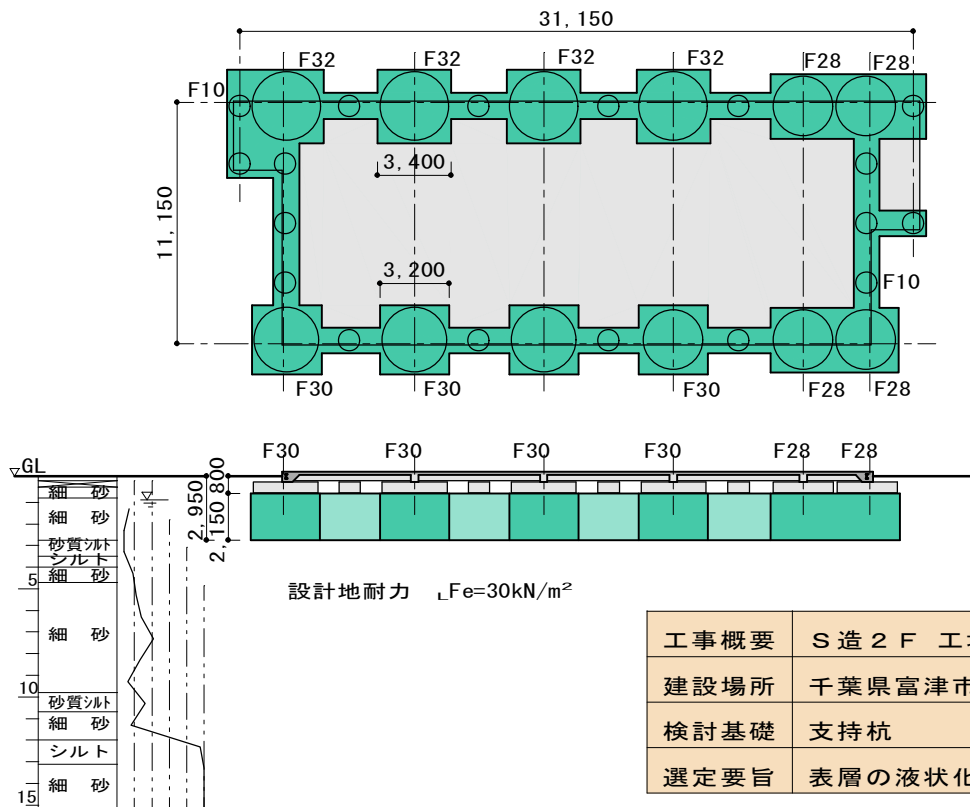 31,150
F32 F32 F32 F32 F28 F28
F10
3,400
11,150
3,200
F10
F30 F30 F30 F28 F28
GL
F30 F30 F30 F30 F28 F28
細 砂
細 砂
砂質シルト
シルト
5
細 砂
細 砂
10
砂質シルト
細 砂
シルト
15
細 砂
800
2,950
2,150
設計地耐力 LFe=30kN/m²
工事概要 S造2F
建設場所 千葉県富津市
検討基礎 支持杭
選定要旨 表層の液状化